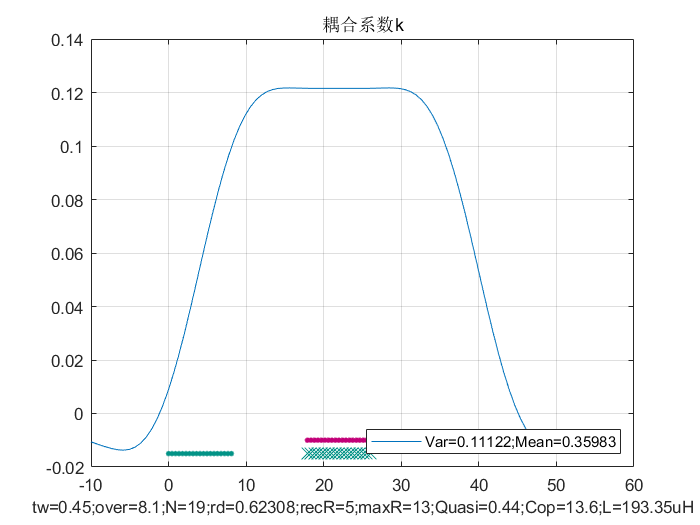 耦合系数k
0.14
0.12
0.1
0.08
0.06
0.04
0.02
0
-0.02
Var=0.11122;Mean=0.35983
-10 0 10 20 30 40 50 60
tw=0.45;over=8.1;N=19;rd=0.62308;recR=5;maxR=13;Quasi=0.44;Cop=13.6;L=193.35uH